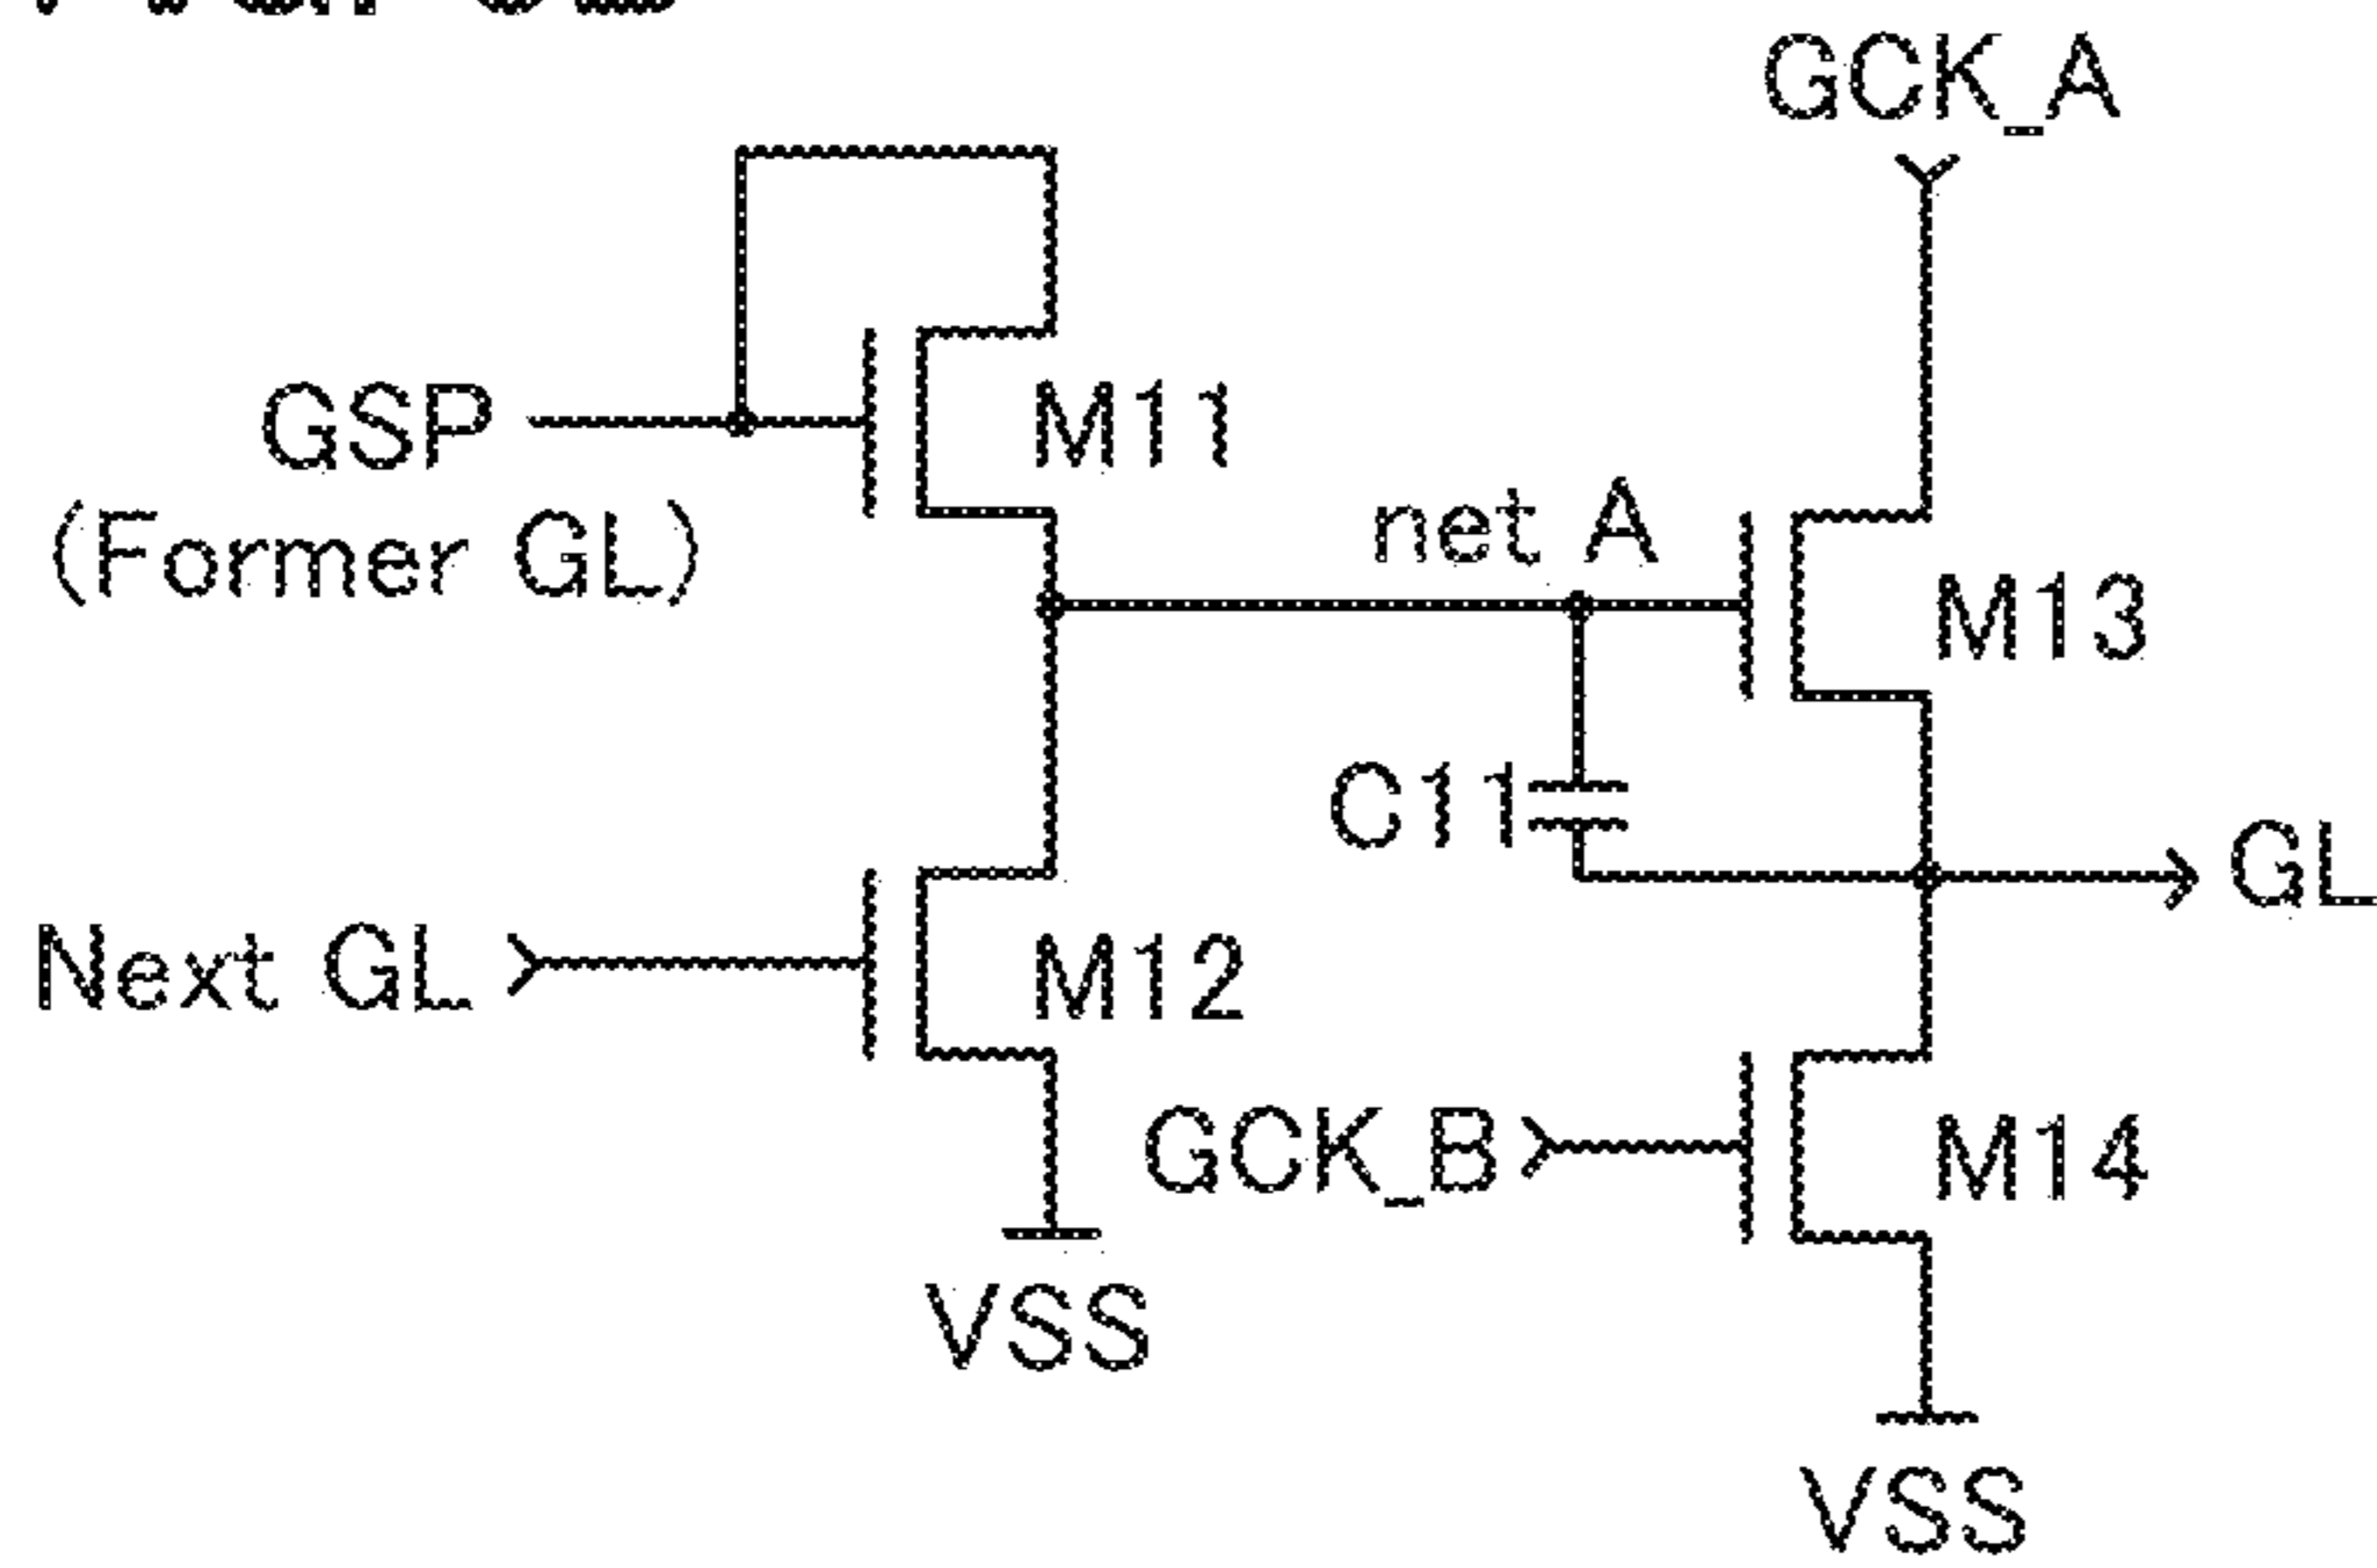 GCK_A
GSP
(Former GL)
M11
net A
M13
C11
GL
Next GL
M12
GCK_B
M14
VSS
VSS